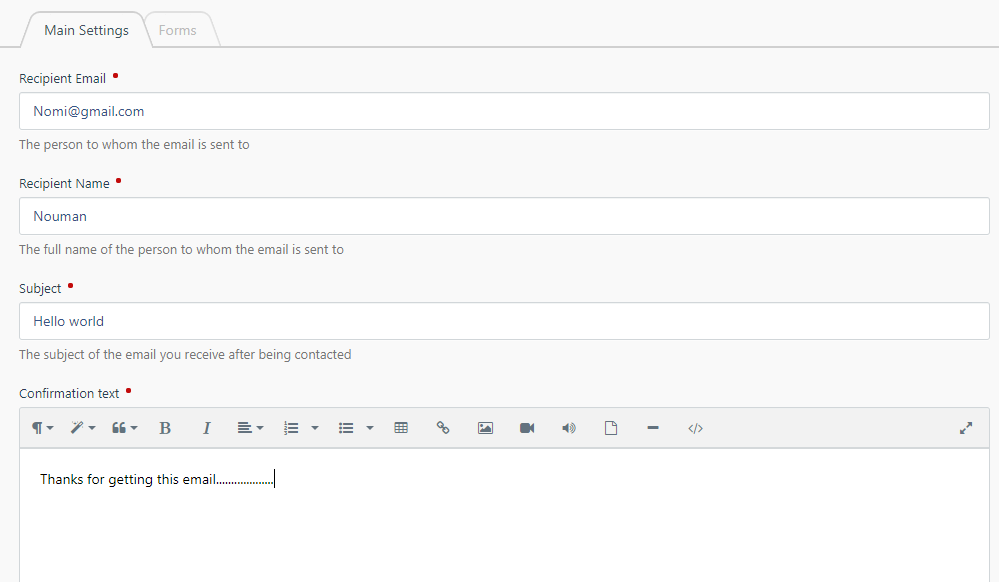 Main Settings Forms
Recipient Email
Nomi@gmail.com
The person to whom the email is sent to
Recipient Name
Nouman
The full name of the person to whom the email is sent to
Subject
Hello world
The subject of the email you receive after being contacted
Confirmation text
Thanks for getting this email...................